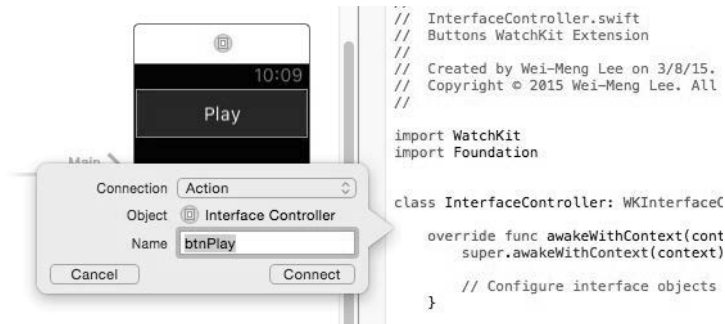 10:09
Play
Main
Connection Action
Object Interface Controller
Name btnPlay
Cancel Connect
//
// InterfaceController.swift
// Buttons WatchKit Extension
//
// Created by Wei-Meng Lee on 3/8/15.
// Copyright © 2015 Wei-Meng Lee. All
//
import WatchKit
import Foundation
class InterfaceController: WKInterfaceC
override func awakeWithContext(cont
super.awakeWithContext(context)
// Configure interface objects
}